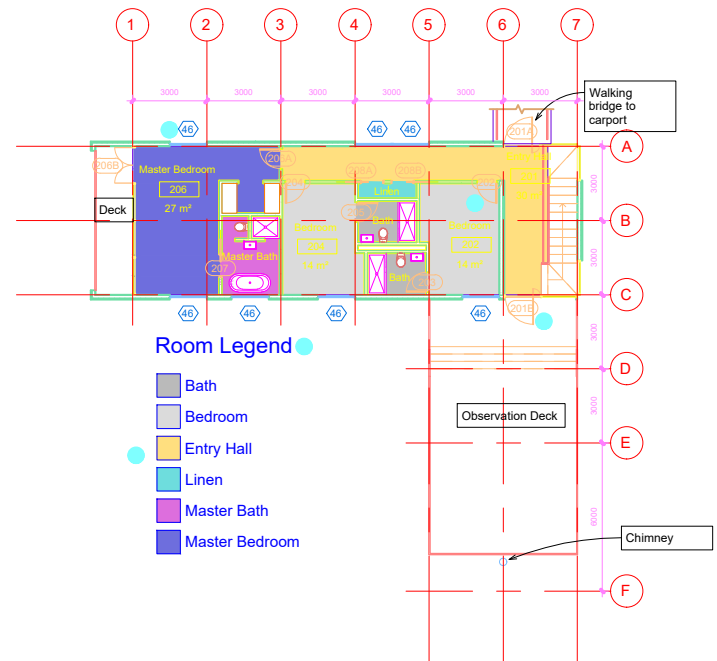 1 2 3 4 5 6 7
3000 3000 3000 3000 3000 3000
Walking
bridge to
carport
46 46 46
201A
A
206B
Master Bedroom
206
27 m²
Linen
Deck
3000
B
Bath
Bedroom
Bedroom
Master Bath
207
Bath
3000
C
46 46 46 46
201B
3000
Room Legend
D
Bath
Bedroom
Observation Deck
3000
Entry Hall
E
Linen
Master Bath
6000
Master Bedroom
Chimney
F